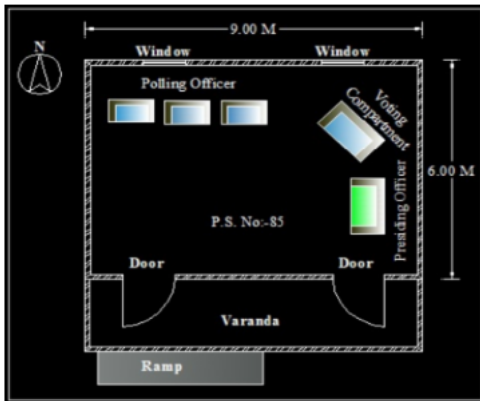 9.00 M
N
Window
Window
Polling Officer
Voting
Compartment
6.00 M
Presiding Officer
P.S. No:-85
Door
Door
Varanda
Ramp